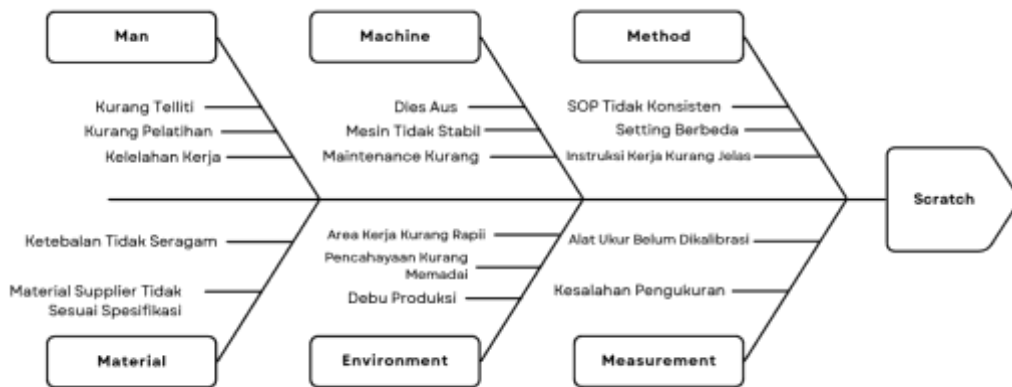 Man
Machine
Method
Kurang Telliti
Kurang Pelatihan
Kelelahan Kerja
Dies Aus
Mesin Tidak Stabil
Maintenance Kurang
SOP Tidak Konsisten
Setting Berbeda
Instruksi Kerja Kurang Jelas
Scratch
Ketebalan Tidak Seragam
Material Supplier Tidak
Sesuai Spesifikasi
Area Kerja Kurang Rapii
Pencahayaan Kurang
Memadai
Debu Produksi
Alat Ukur Belum Dikalibrasi
Kesalahan Pengukuran
Material
Environment
Measurement